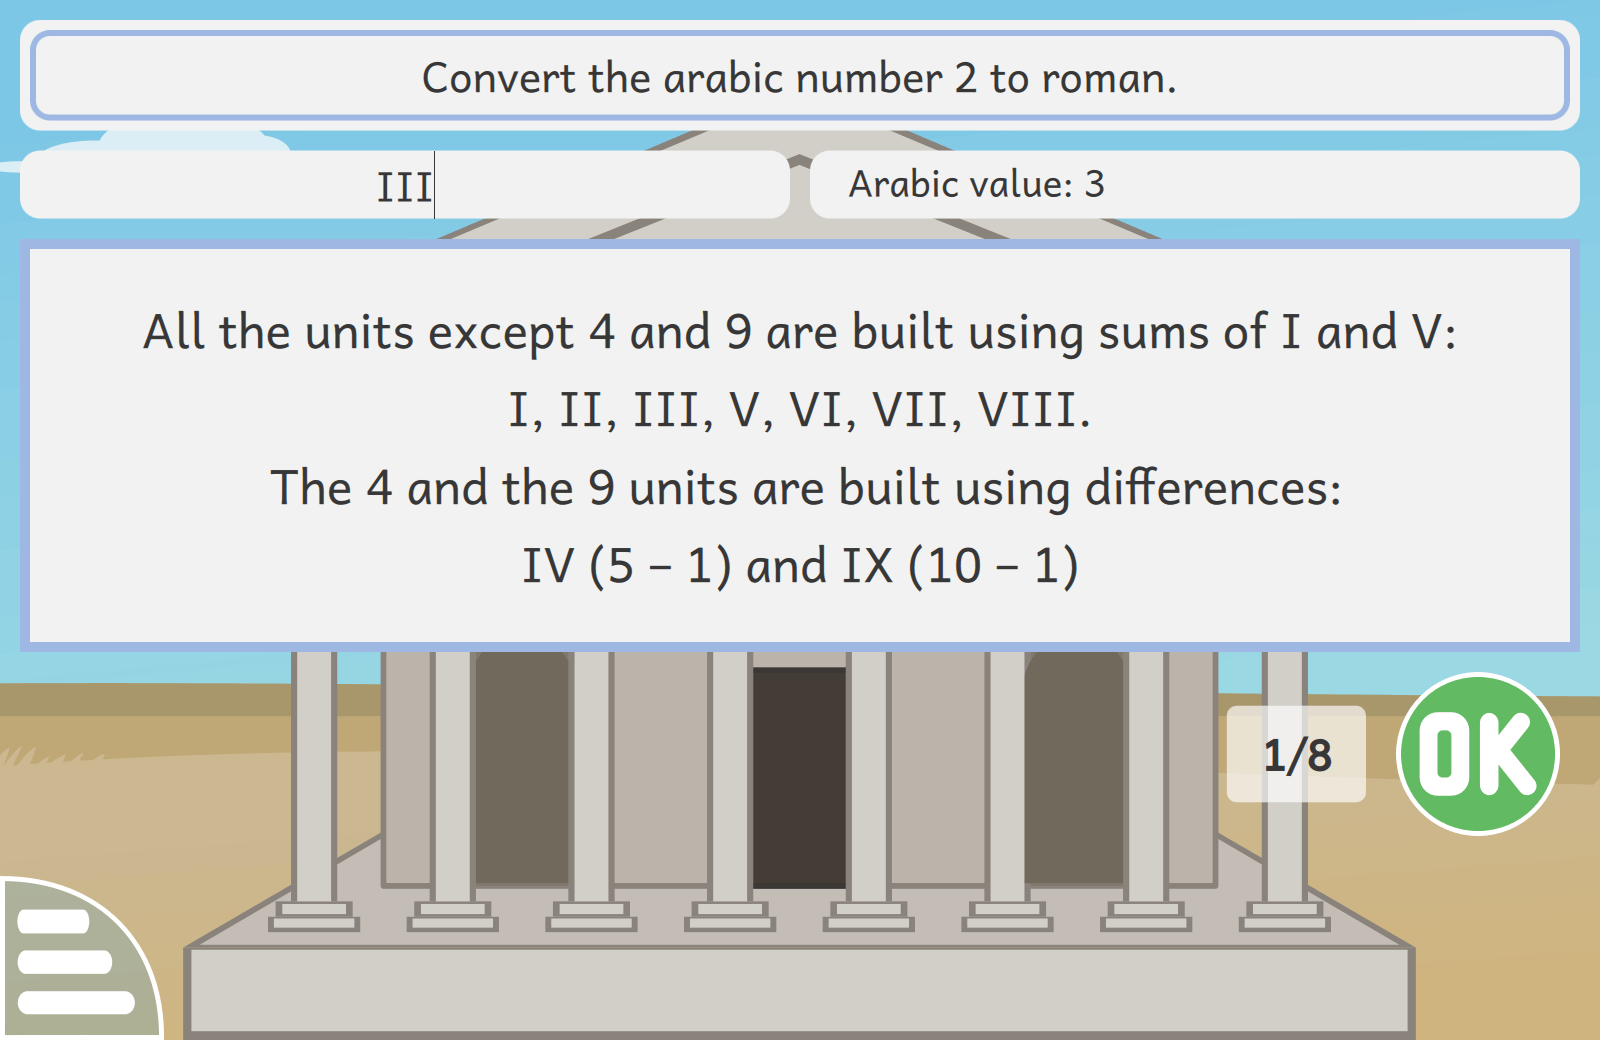 Convert the arabic number 2 to roman.
III
Arabic value: 3
All the units except 4 and 9 are built using sums of I and V:
I, II, III, V, VI, VII, VIII.
The 4 and the 9 units are built using differences:
IV (5 – 1) and IX (10 – 1)
1/8
OK